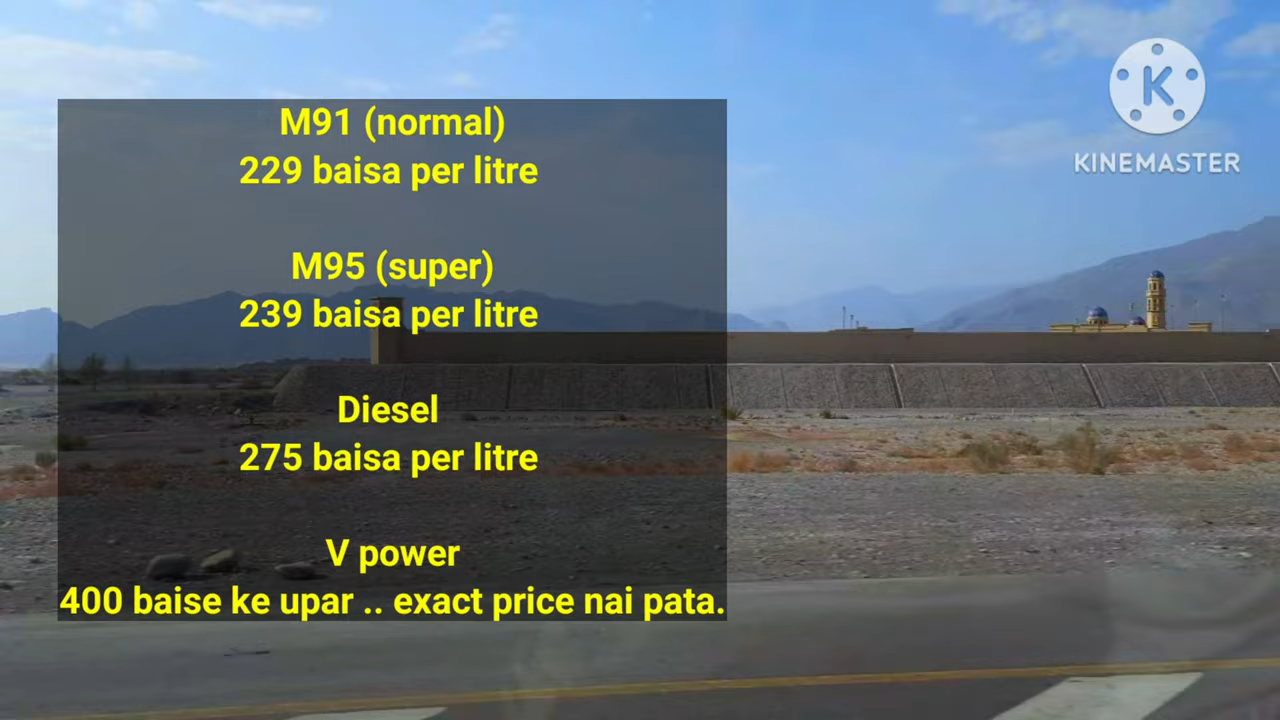 M91 (normal)
229 baisa per litre
M95 (super)
239 baisa per litre
Diesel
275 baisa per litre
V power
400 baise ke upar .. exact price nai pata.
K
KINEMASTER